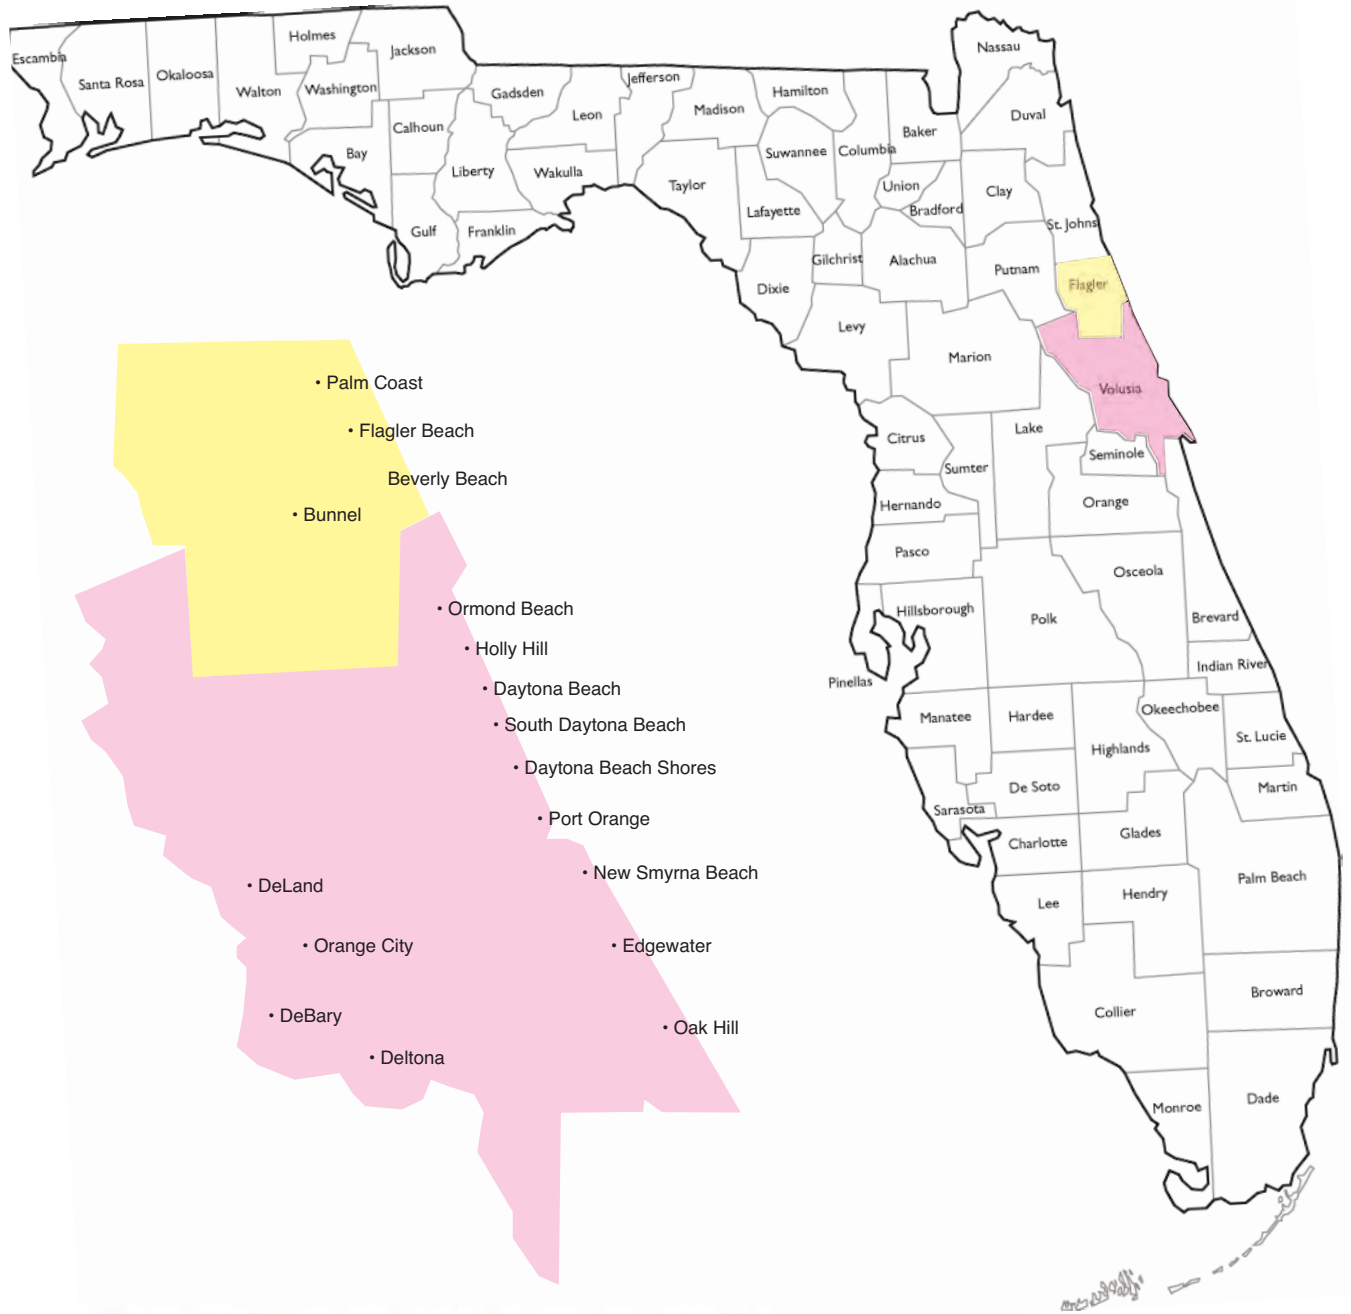 Escambia
Santa Rosa
Okaloosa
Walton
Holmes
Washington
Jackson
Bay
Calhoun
Gulf
Liberty
Franklin
Gadsden
Leon
Wakulla
Jefferson
Madison
Taylor
Hamilton
Suwannee
Lafayette
Columbia
Baker
Nassau
Duval
Union
Bradford
Clay
St. Johns
Dixie
Gilchrist
Alachua
Putnam
Flagler
Levy
Marion
Volusia
Citrus
Sumter
Lake
Seminole
Hernando
Orange
Pasco
Osceola
Hillsborough
Polk
Brevard
Pinellas
Indian River
Manatee
Hardee
Highlands
Okeechobee
St. Lucie
De Soto
Martin
Sarasota
Charlotte
Glades
Palm Beach
Lee
Hendry
Collier
Broward
Monroe
Dade
• Palm Coast
• Flagler Beach
Beverly Beach
• Bunnel
• Ormond Beach
• Holly Hill
• Daytona Beach
• South Daytona Beach
• Daytona Beach Shores
• Port Orange
• New Smyrna Beach
• DeLand
• Orange City
• Edgewater
• DeBary
• Oak Hill
• Deltona